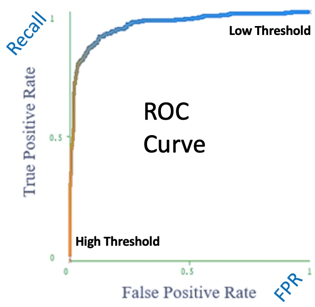 Recall
1
Low Threshold
True Positive Rate
ROC
Curve
0.5
High Threshold
0
0
0.5
1
False Positive Rate
FPR